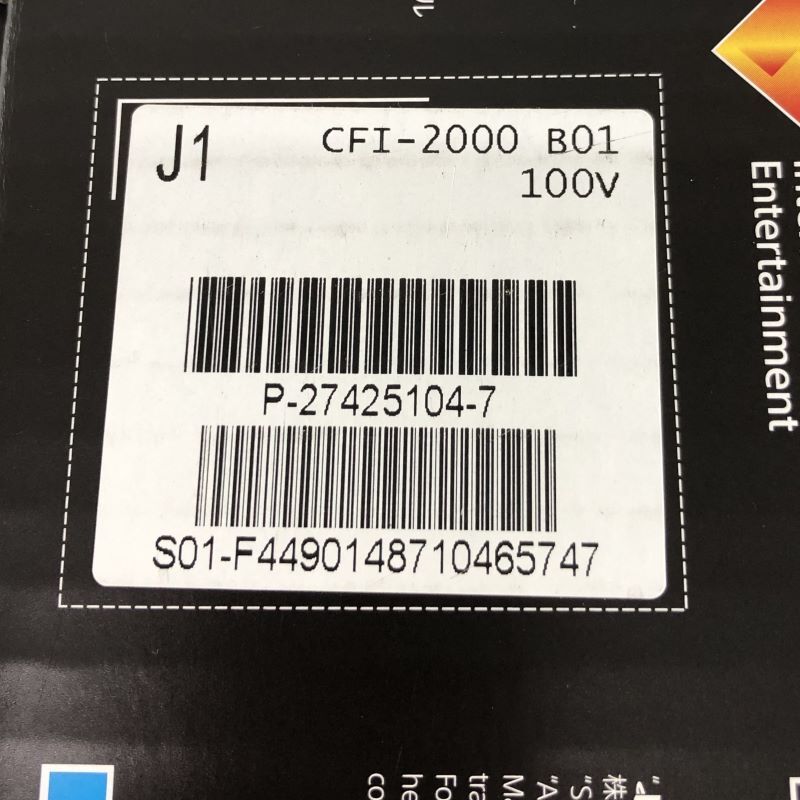 J1
CFI-2000 B01
100V
P-27425104-7
S01-F4490148710465747
Entertainment